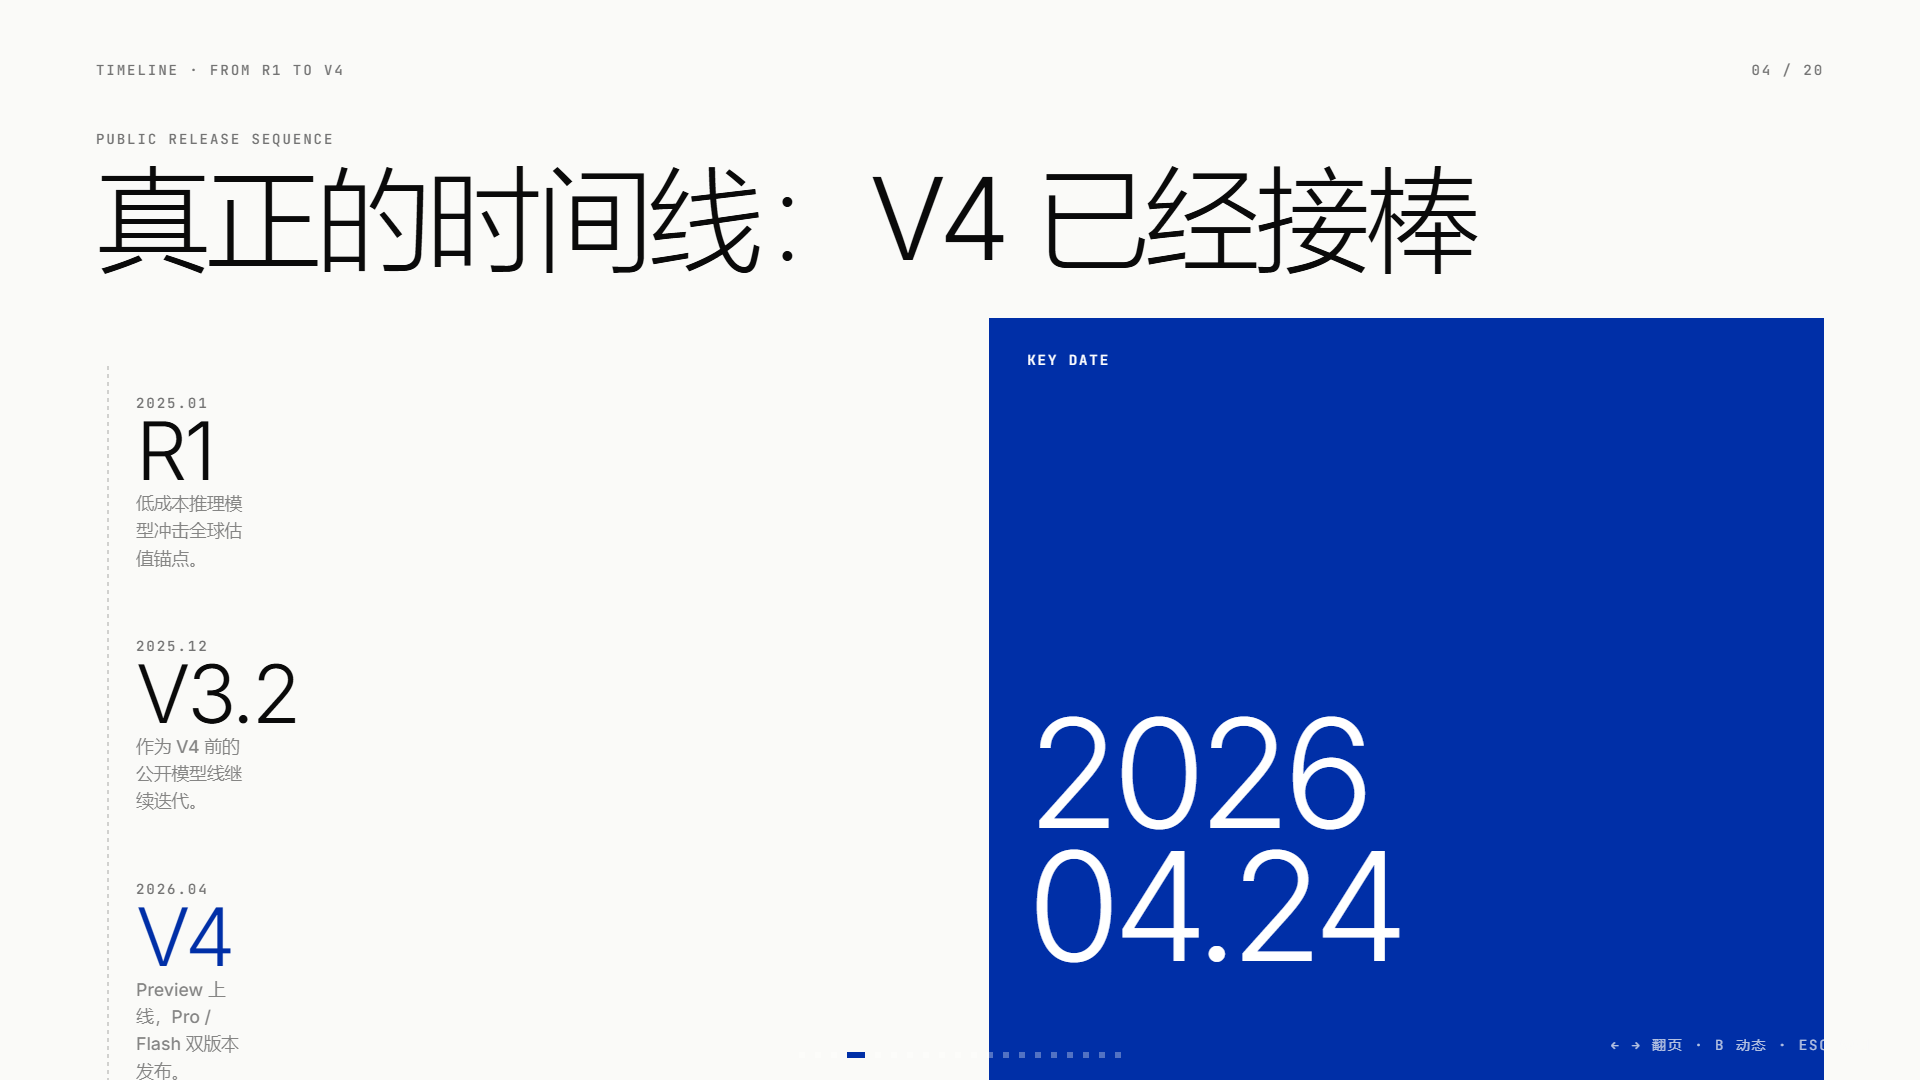 TIMELINE · FROM R1 TO V4
04 / 20
PUBLIC RELEASE SEQUENCE
真正的时间线：V4 已经接棒
2025.01
R1
低成本推理模
型冲击全球估
值锚点。
2025.12
V3.2
作为 V4 前的
公开模型线继
续迭代。
2026.04
V4
Preview 上
线，Pro /
Flash 双版本
发布。
KEY DATE
2026
04.24
← → 翻页 · B 动态 · ESC